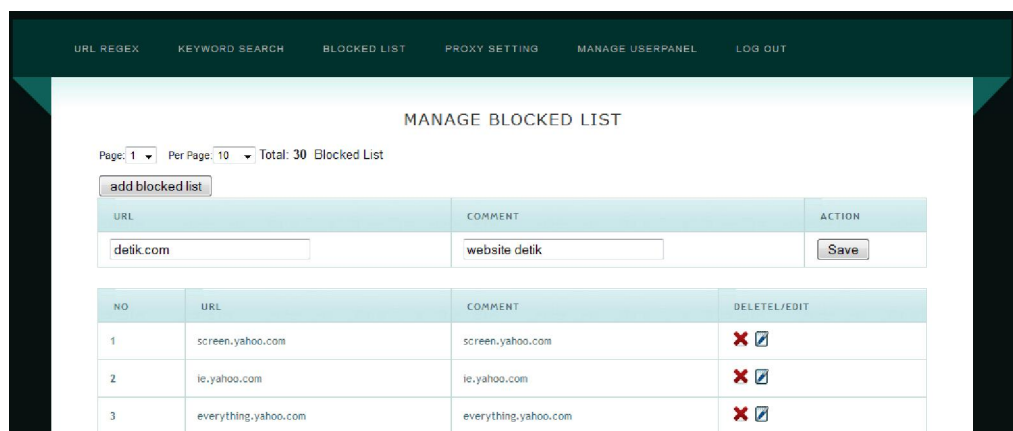 URL REGEX KEYWORD SEARCH BLOCKED LIST PROXY SETTING MANAGE USERPANEL LOG OUT
MANAGE BLOCKED LIST
Page: 1 Per Page: 10 Total: 30 Blocked List
add blocked list
URL COMMENT ACTION
detik.com website detik Save
NO URL COMMENT DELETEL/EDIT
1 screen.yahoo.com screen.yahoo.com
2 ie.yahoo.com ie.yahoo.com
3 everything.yahoo.com everything.yahoo.com